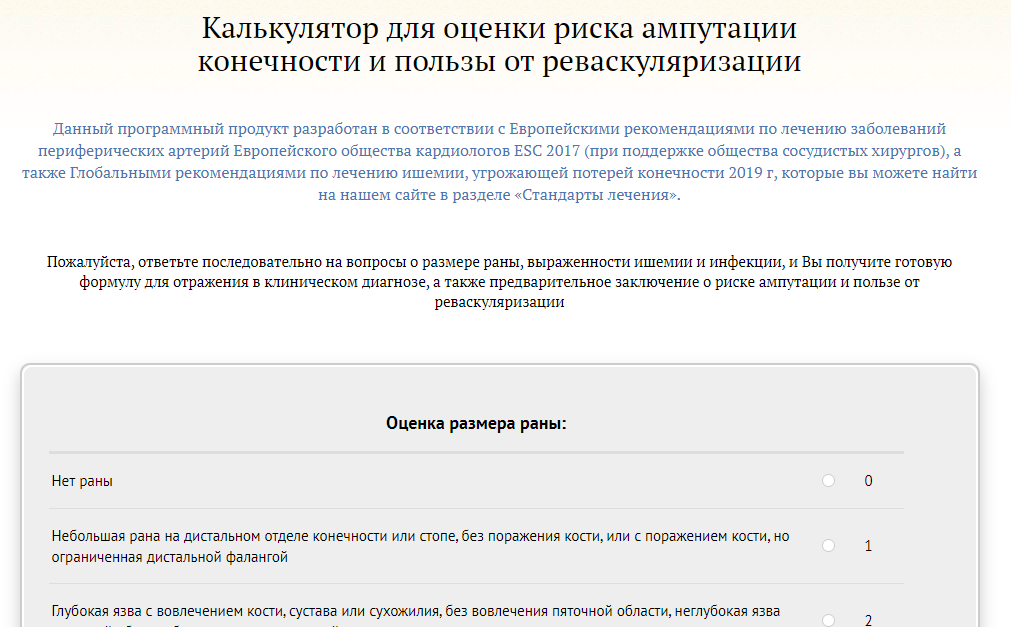 Калькулятор для оценки риска ампутации
конечности и пользы от реваскуляризации
Данный программный продукт разработан в соответствии с Европейскими рекомендациями по лечению заболеваний
периферических артерий Европейского общества кардиологов ESC 2017 (при поддержке общества сосудистых хирургов), а
также Глобальными рекомендациями по лечению ишемии, угрожающей потерей конечности 2019 г, которые вы можете найти
на нашем сайте в разделе «Стандарты лечения».
Пожалуйста, ответьте последовательно на вопросы о размере раны, выраженности ишемии и инфекции, и Вы получите готовую
формулу для отражения в клиническом диагнозе, а также предварительное заключение о риске ампутации и пользе от
реваскуляризации
Оценка размера раны:
Нет раны 0
Небольшая рана на дистальном отделе конечности или стопе, без поражения кости, или с поражением кости, но
ограниченная дистальной фалангой 1
Глубокая язва с вовлечением кости, сустава или сухожилия, без вовлечения пяточной области, неглубокая язва 2